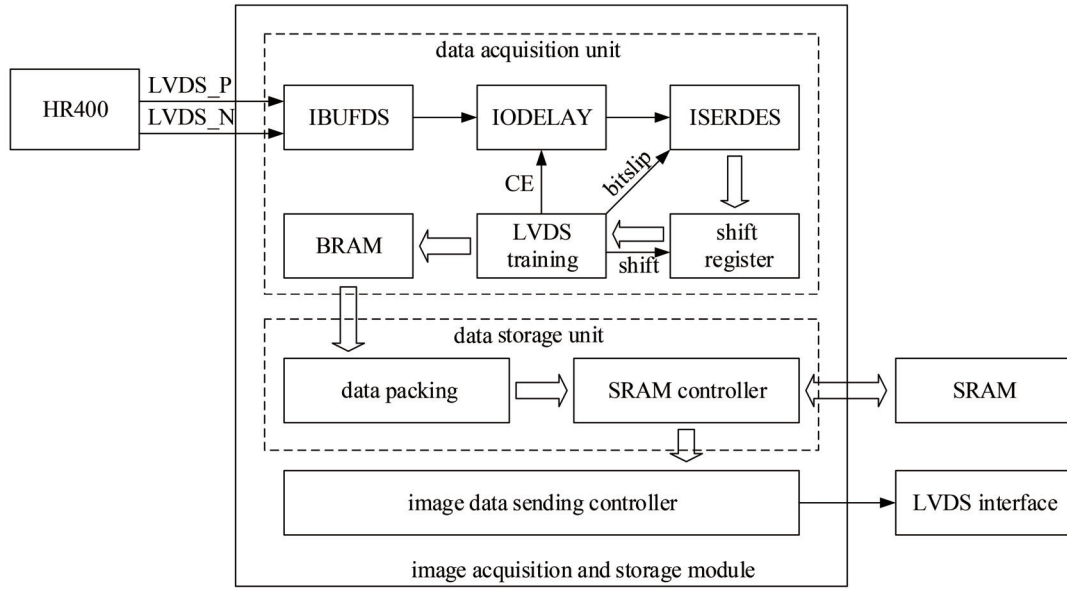 data acquisition unit
LVDS_P
HR400
IBUFDS
IODELAY
ISERDES
LVDS_N
CE
bitslip
BRAM
LVDS
training
shift
shift
register
data storage unit
data packing
SRAM controller
SRAM
image data sending controller
LVDS interface
image acquisition and storage module